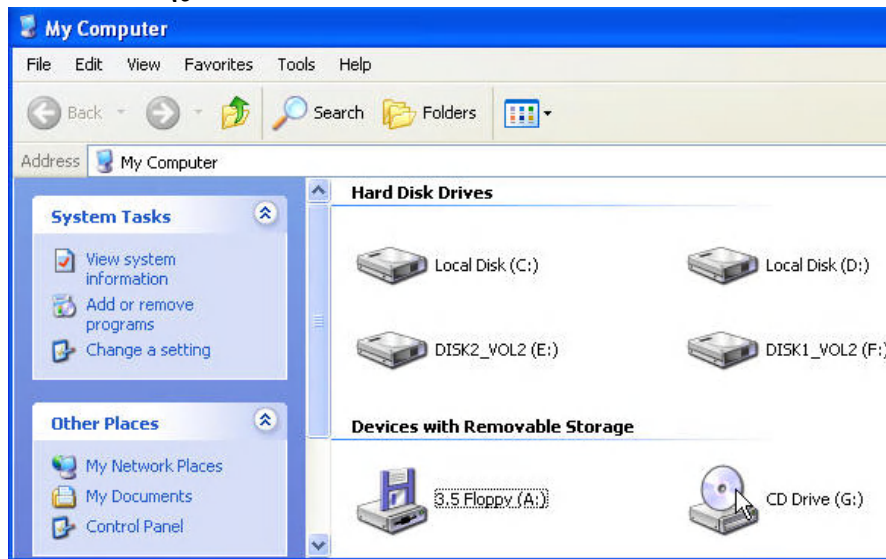 My Computer
File Edit View Favorites Tools Help
Back Search Folders
Address My Computer
System Tasks
View system
information
Add or remove
programs
Change a setting
Other Places
My Network Places
My Documents
Control Panel
Hard Disk Drives
Local Disk (C:) Local Disk (D:)
DISK2_VOL2 (E:) DISK1_VOL2 (F:)
Devices with Removable Storage
3.5 Floppy (A:) CD Drive (G:)